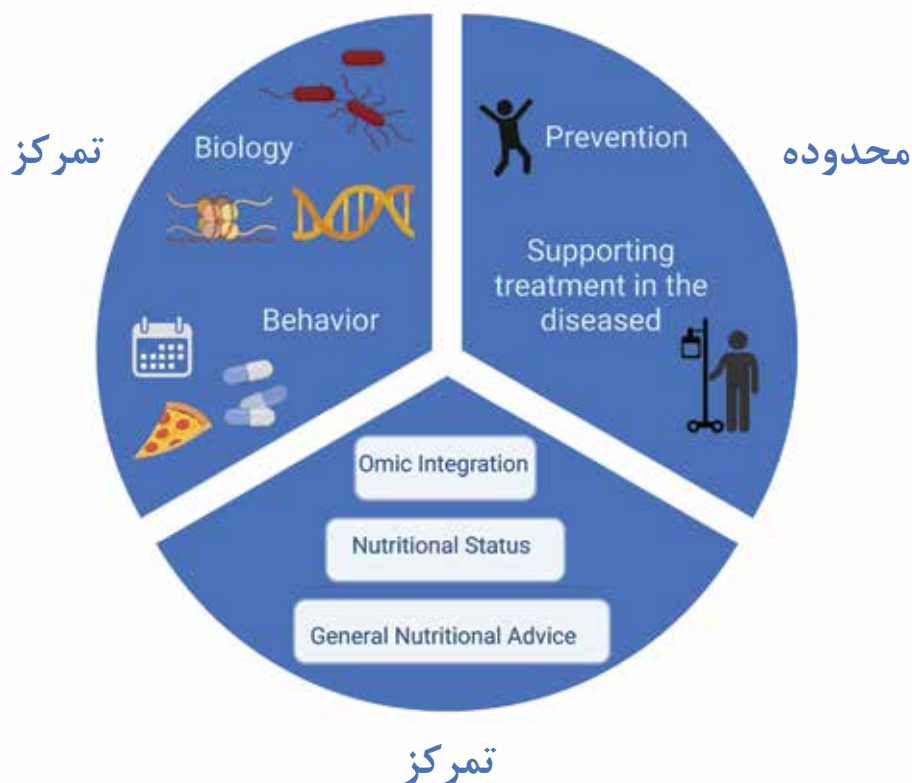 Biology
تمرکز
Behavior
Prevention
محدوده
Supporting
treatment in the
diseased
Omic Integration
Nutritional Status
General Nutritional Advice
تمرکز